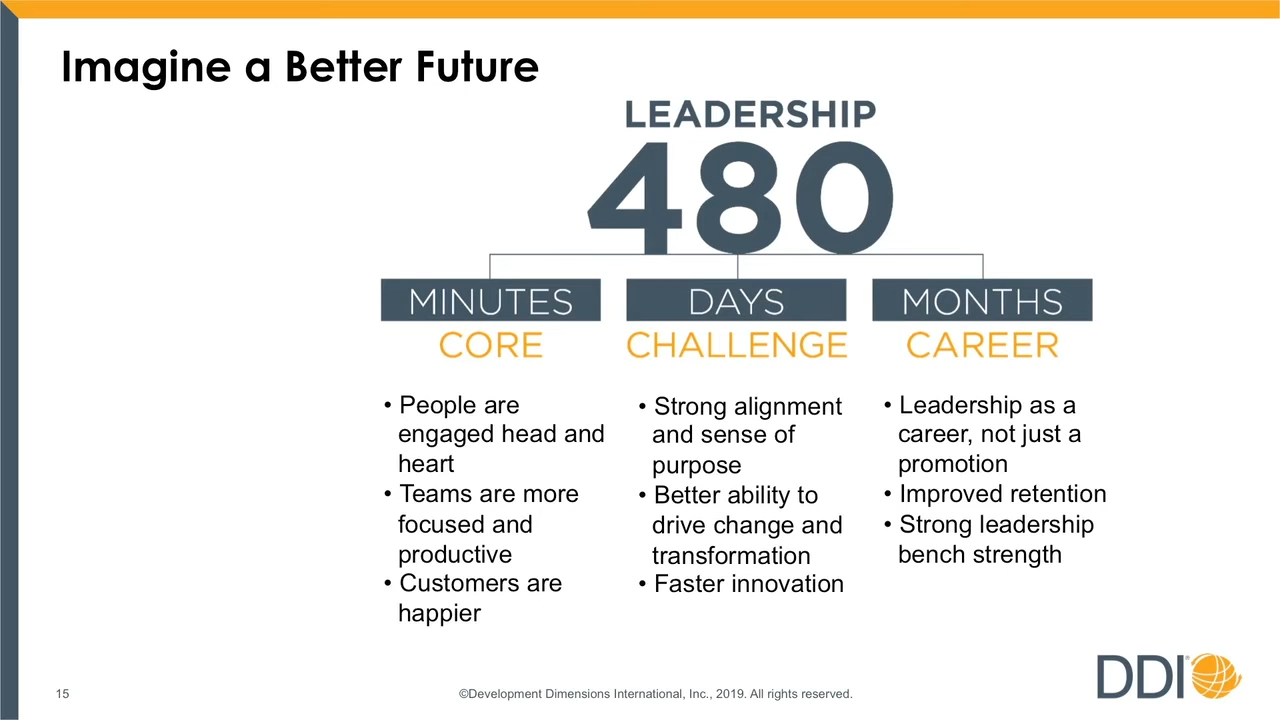 Imagine a Better Future
LEADERSHIP
480
MINUTES
CORE
• People are
engaged head and
heart
• Teams are more
focused and
productive
• Customers are
happier
DAYS
CHALLENGE
• Strong alignment
and sense of
purpose
• Better ability to
drive change and
transformation
• Faster innovation
MONTHS
CAREER
• Leadership as a
career, not just a
promotion
• Improved retention
• Strong leadership
bench strength
15
©Development Dimensions International, Inc., 2019. All rights reserved.
DDI®